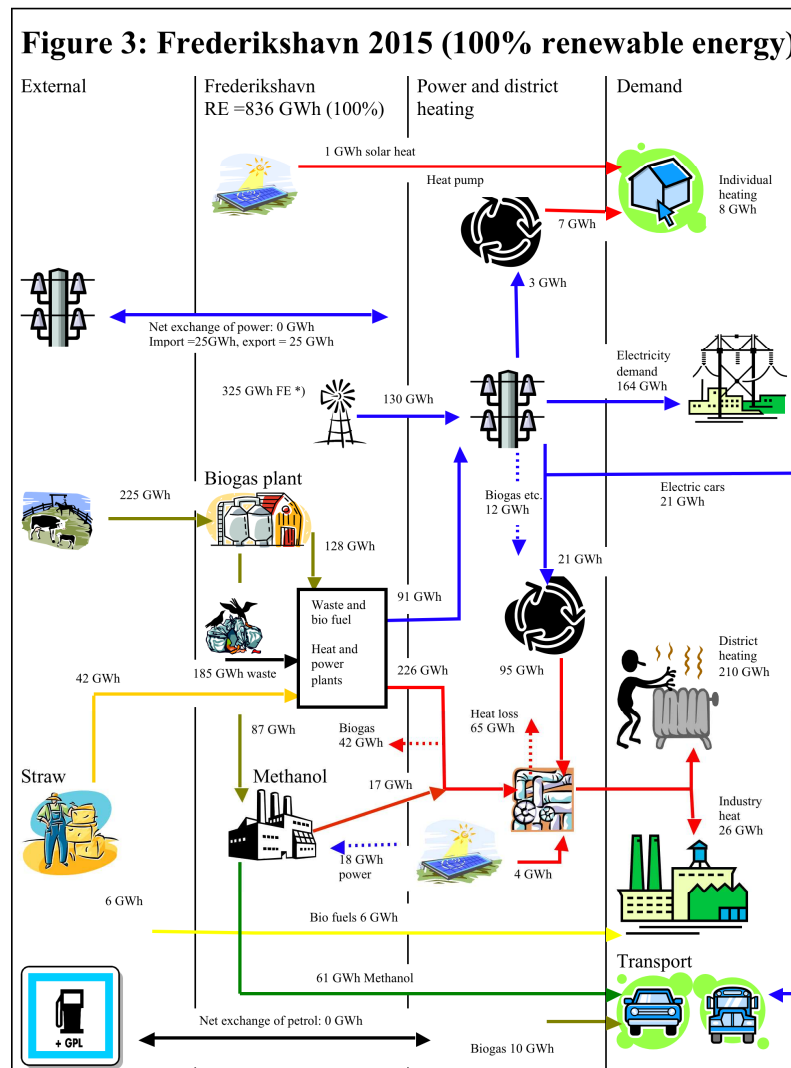 Figure 3: Frederikshavn 2015 (100% renewable energy)
External
Frederikshavn
RE =836 GWh (100%)
Power and district
heating
Demand
1 GWh solar heat
Heat pump
7 GWh
Individual
heating
8 GWh
3 GWh
Net exchange of power: 0 GWh
Import =25GWh, export = 25 GWh
325 GWh FE *)
130 GWh
Electricity
demand
164 GWh
Biogas plant
225 GWh
128 GWh
Biogas etc.
12 GWh
Electric cars
21 GWh
21 GWh
Waste and
bio fuel
Heat and
power
plants
91 GWh
185 GWh waste
226 GWh
95 GWh
District
heating
210 GWh
42 GWh
87 GWh
Biogas
42 GWh
Heat loss
65 GWh
Straw
Methanol
17 GWh
18 GWh
power
4 GWh
Industry
heat
26 GWh
6 GWh
Bio fuels 6 GWh
Transport
61 GWh Methanol
Net exchange of petrol: 0 GWh
Biogas 10 GWh
+ GPL